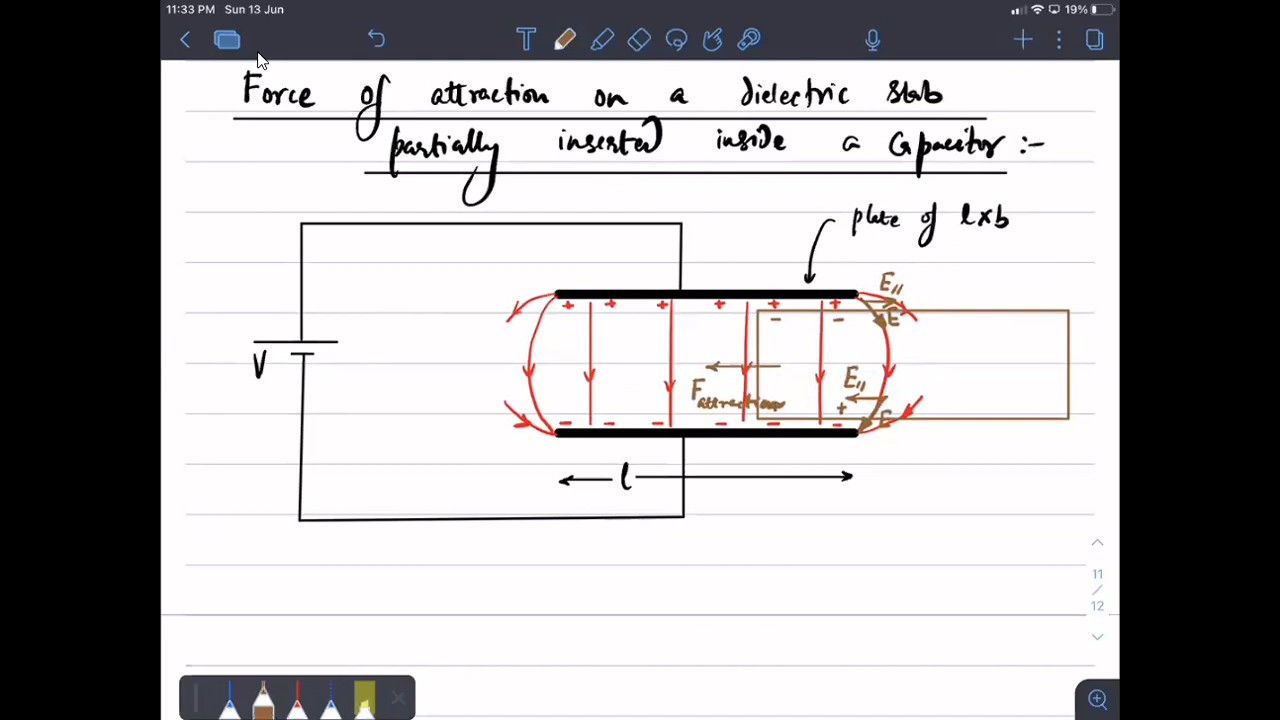 11:33 PM Sun 13 Jun
19%
T
Force of attraction on a dielectric slab
partially inserted inside a Capacitor :-
plate of l×b
E||
+ + + + + +
- -
E
V
E||
F attraction
+
E
- - - - - -
l
11
/
12